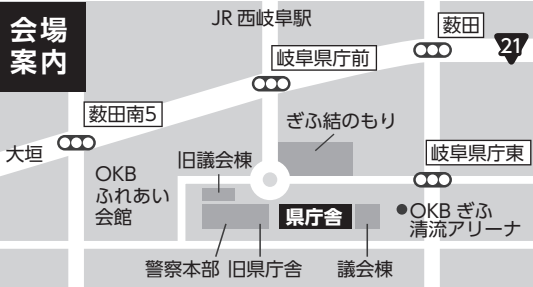 会場
案内
JR 西岐阜駅
薮田
21
岐阜県庁前
薮田南5
ぎふ結のもり
大垣
旧議会棟
岐阜県庁東
OKB
ふれあい
会館
県庁舎
OKB ぎふ
清流アリーナ
警察本部
旧県庁舎
議会棟